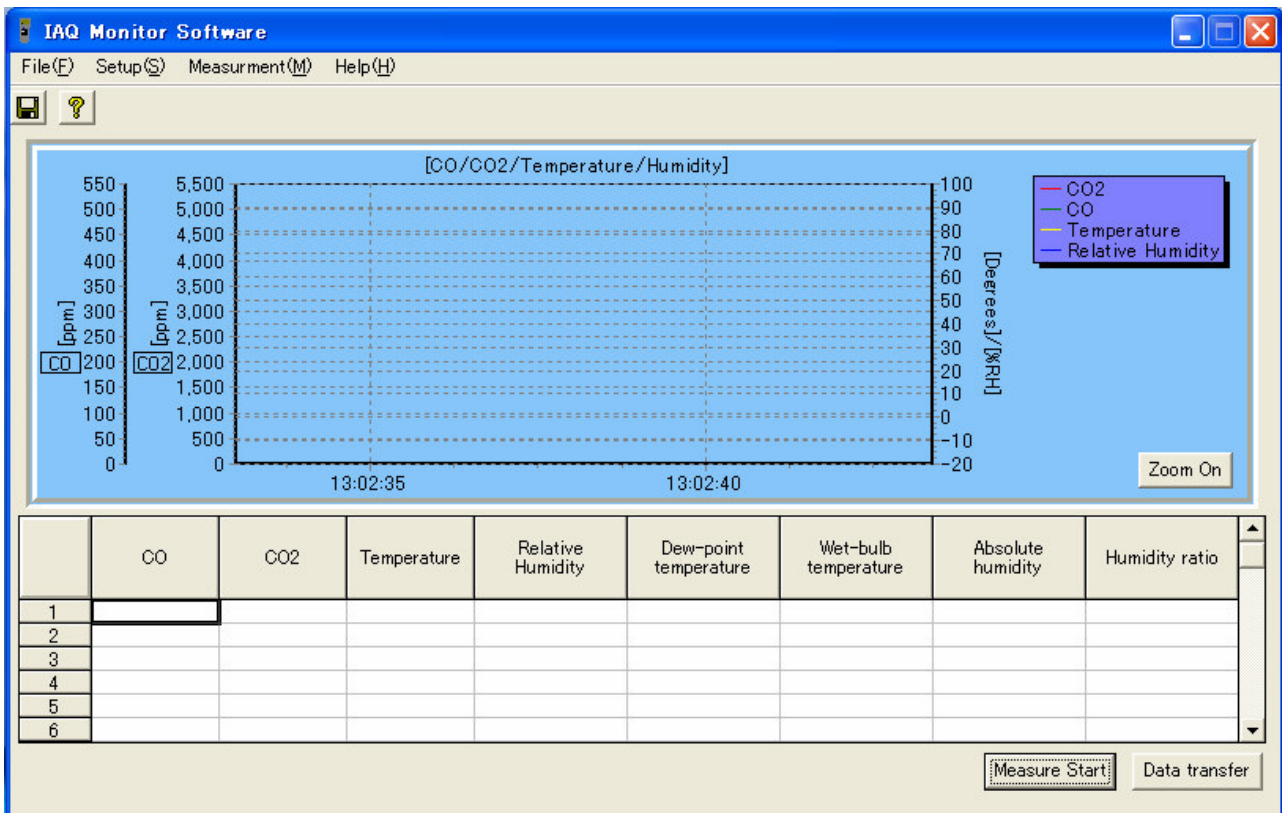 IAQ Monitor Software
File(F) Setup(S) Measurment(M) Help(H)
[CO/CO2/Temperature/Humidity]
550 5,500 100
500 5,000 90
450 4,500 80
400 4,000 70
350 3,500 60
300 3,000 50
250 2,500 40
200 2,000 30
150 1,500 20
100 1,000 10
50 500 0
0 0 -10
-20
[ppm]
CO
[ppm]
CO2
[Degrees]/[%RH]
CO2
CO
Temperature
Relative Humidity
Zoom On
13:02:35 13:02:40
CO CO2 Temperature Relative Humidity Dew-point temperature Wet-bulb temperature Absolute humidity Humidity ratio
1
2
3
4
5
6
Measure Start Data transfer